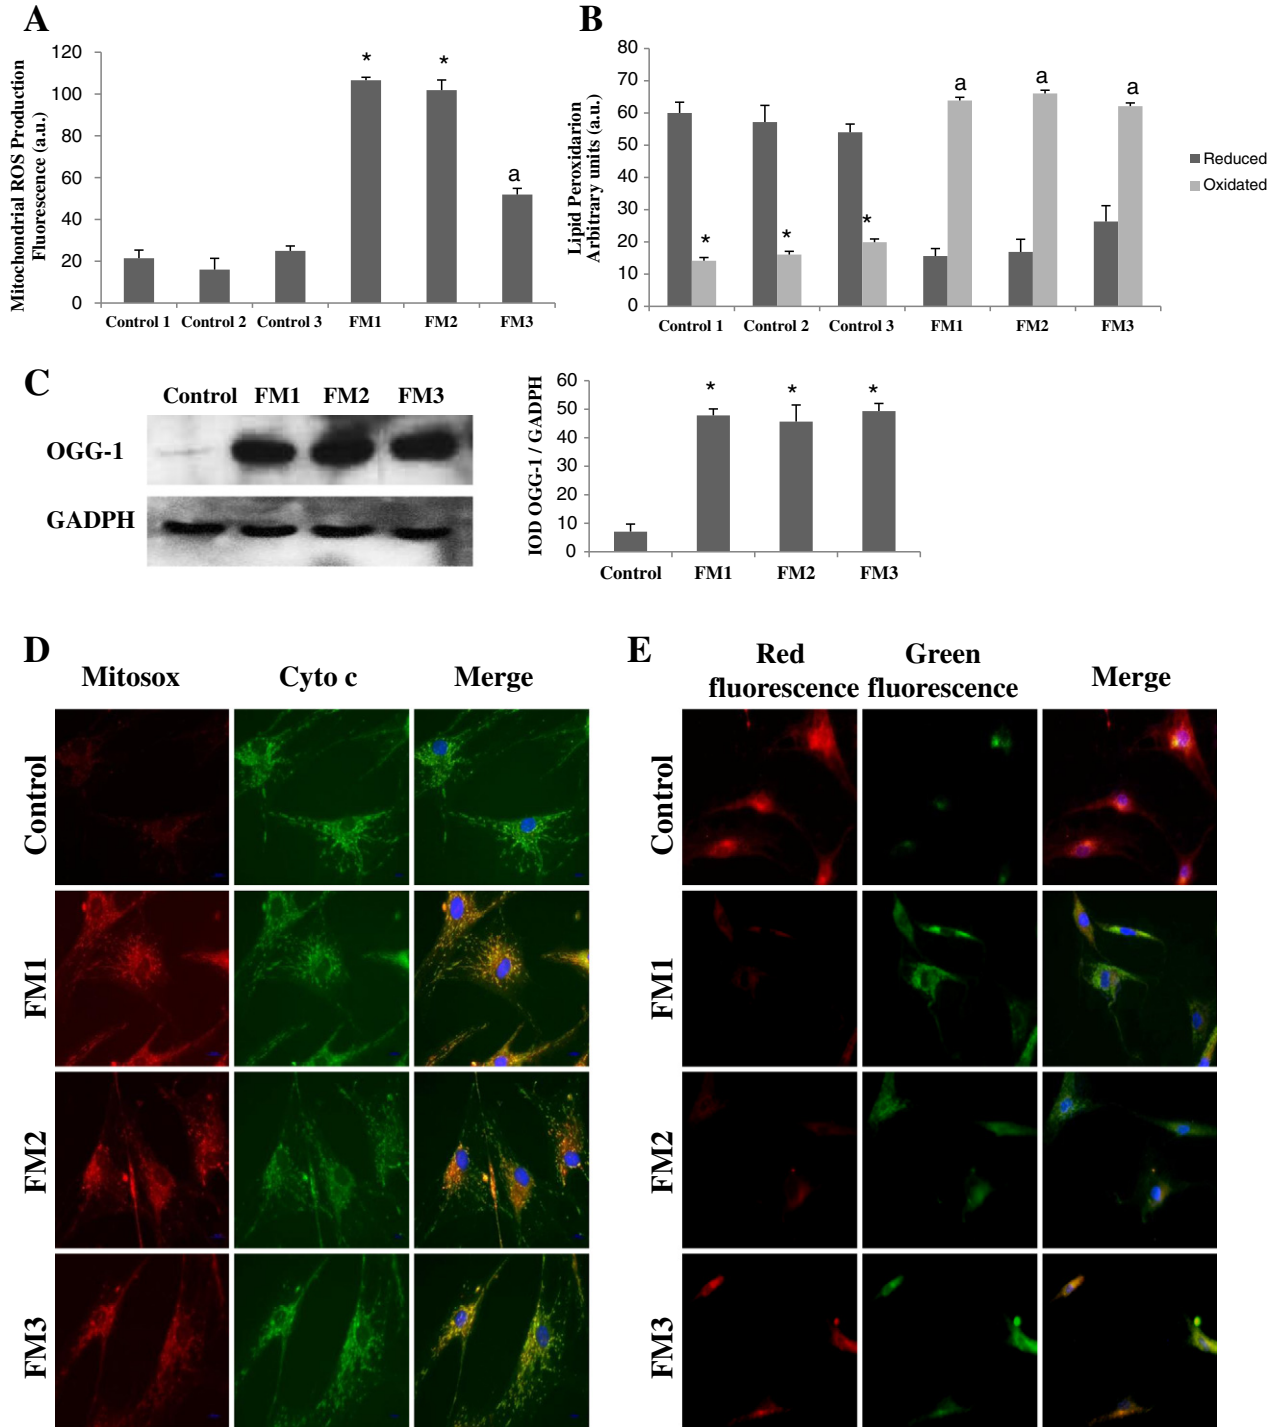 A
Mitochondrial ROS Production
Fluorescence (a.u.)
120
100
80
60
40
20
0
*
*
a
Control 1
Control 2
Control 3
FM1
FM2
FM3
B
Lipid Peroxidarion
Arbitrary units (a.u.)
80
70
60
50
40
30
20
10
0
*
*
*
a
a
a
Control 1
Control 2
Control 3
FM1
FM2
FM3
Reduced
Oxidated
C
Control FM1 FM2 FM3
OGG-1
GADPH
IOD OGG-1 / GADPH
60
50
40
30
20
10
0
*
*
*
Control
FM1
FM2
FM3
D
Mitosox
Cyto c
Merge
Control
FM1
FM2
FM3
E
Red
fluorescence
Green
fluorescence
Merge
Control
FM1
FM2
FM3